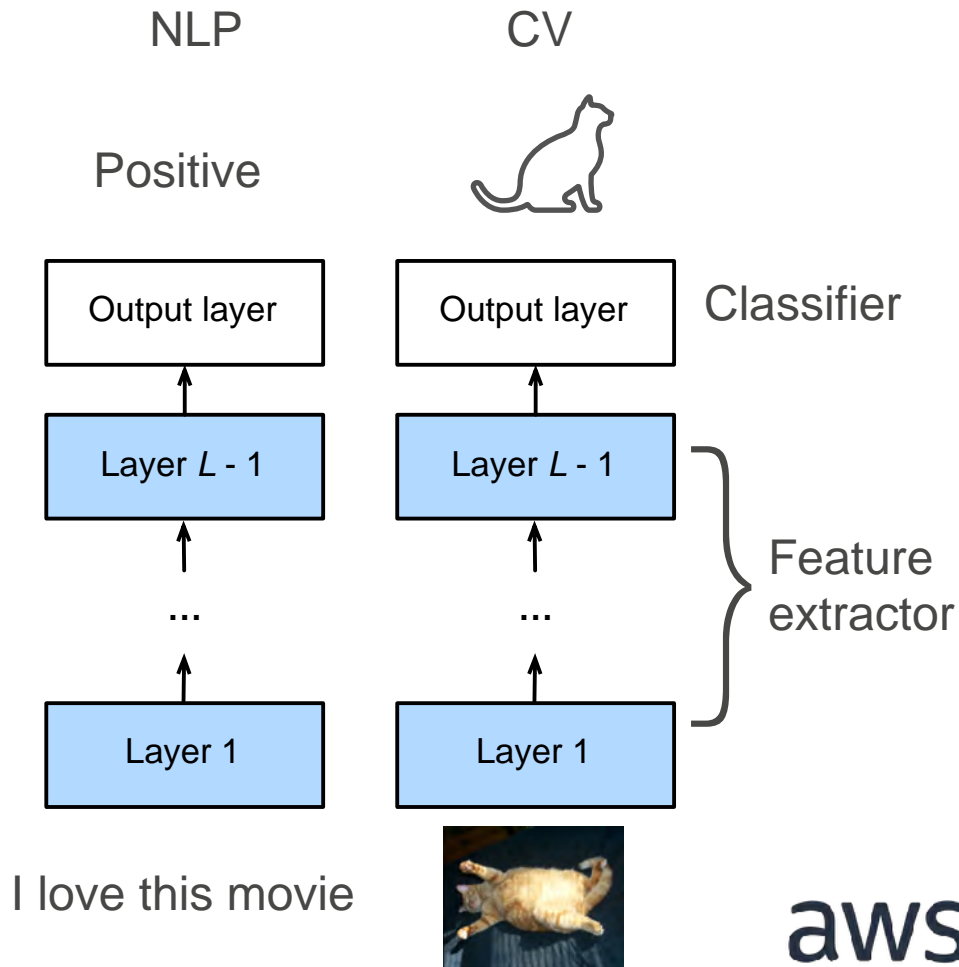 NLP CV
Positive
Output layer Output layer Classifier
Layer L - 1 Layer L - 1
Feature
extractor
... ...
Layer 1 Layer 1
I love this movie
aws